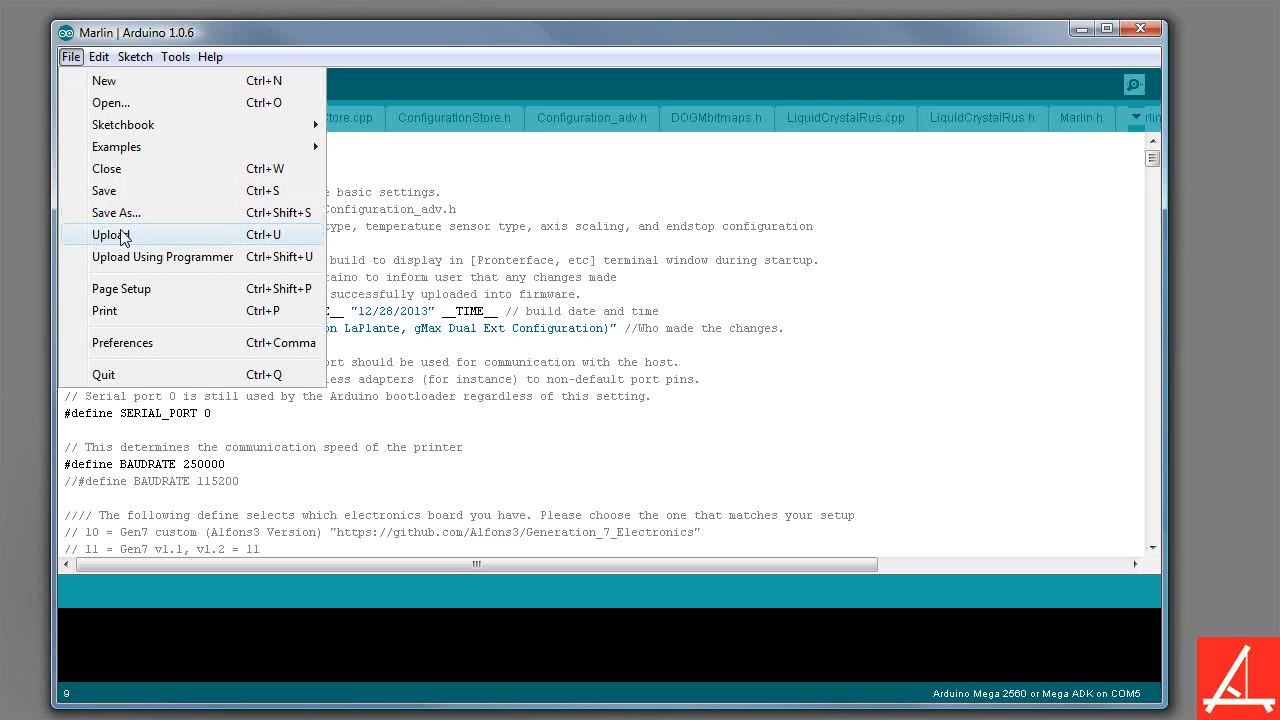 Marlin | Arduino 1.0.6
File Edit Sketch Tools Help
New Ctrl+N
Open... Ctrl+O
Sketchbook
Examples
Close Ctrl+W
Save Ctrl+S
Save As... Ctrl+Shift+S
Upload Ctrl+U
Upload Using Programmer Ctrl+Shift+U
Page Setup Ctrl+Shift+P
Print Ctrl+P
Preferences Ctrl+Comma
Quit Ctrl+Q
tore.cpp ConfigurationStore.h Configuration_adv.h DOGMbitmaps.h LiquidCrystalRus.cpp LiquidCrystalRus.h Marlin.h rlin
e basic settings.
onfiguration_adv.h
ype, temperature sensor type, axis scaling, and endstop configuration
build to display in [Pronterface, etc] terminal window during startup.
taino to inform user that any changes made
successfully uploaded into firmware.
E__ "12/28/2013" __TIME__ // build date and time
on LaPlante, gMax Dual Ext Configuration)" //Who made the changes.
ort should be used for communication with the host.
less adapters (for instance) to non-default port pins.
// Serial port 0 is still used by the Arduino bootloader regardless of this setting.
#define SERIAL_PORT 0
// This determines the communication speed of the printer
#define BAUDRATE 250000
//#define BAUDRATE 115200
//// The following define selects which electronics board you have. Please choose the one that matches your setup
// 10 = Gen7 custom (Alfons3 Version) "https://github.com/Alfons3/Generation_7_Electronics"
// 11 = Gen7 v1.1, v1.2 = 11
9
Arduino Mega 2560 or Mega ADK on COM5